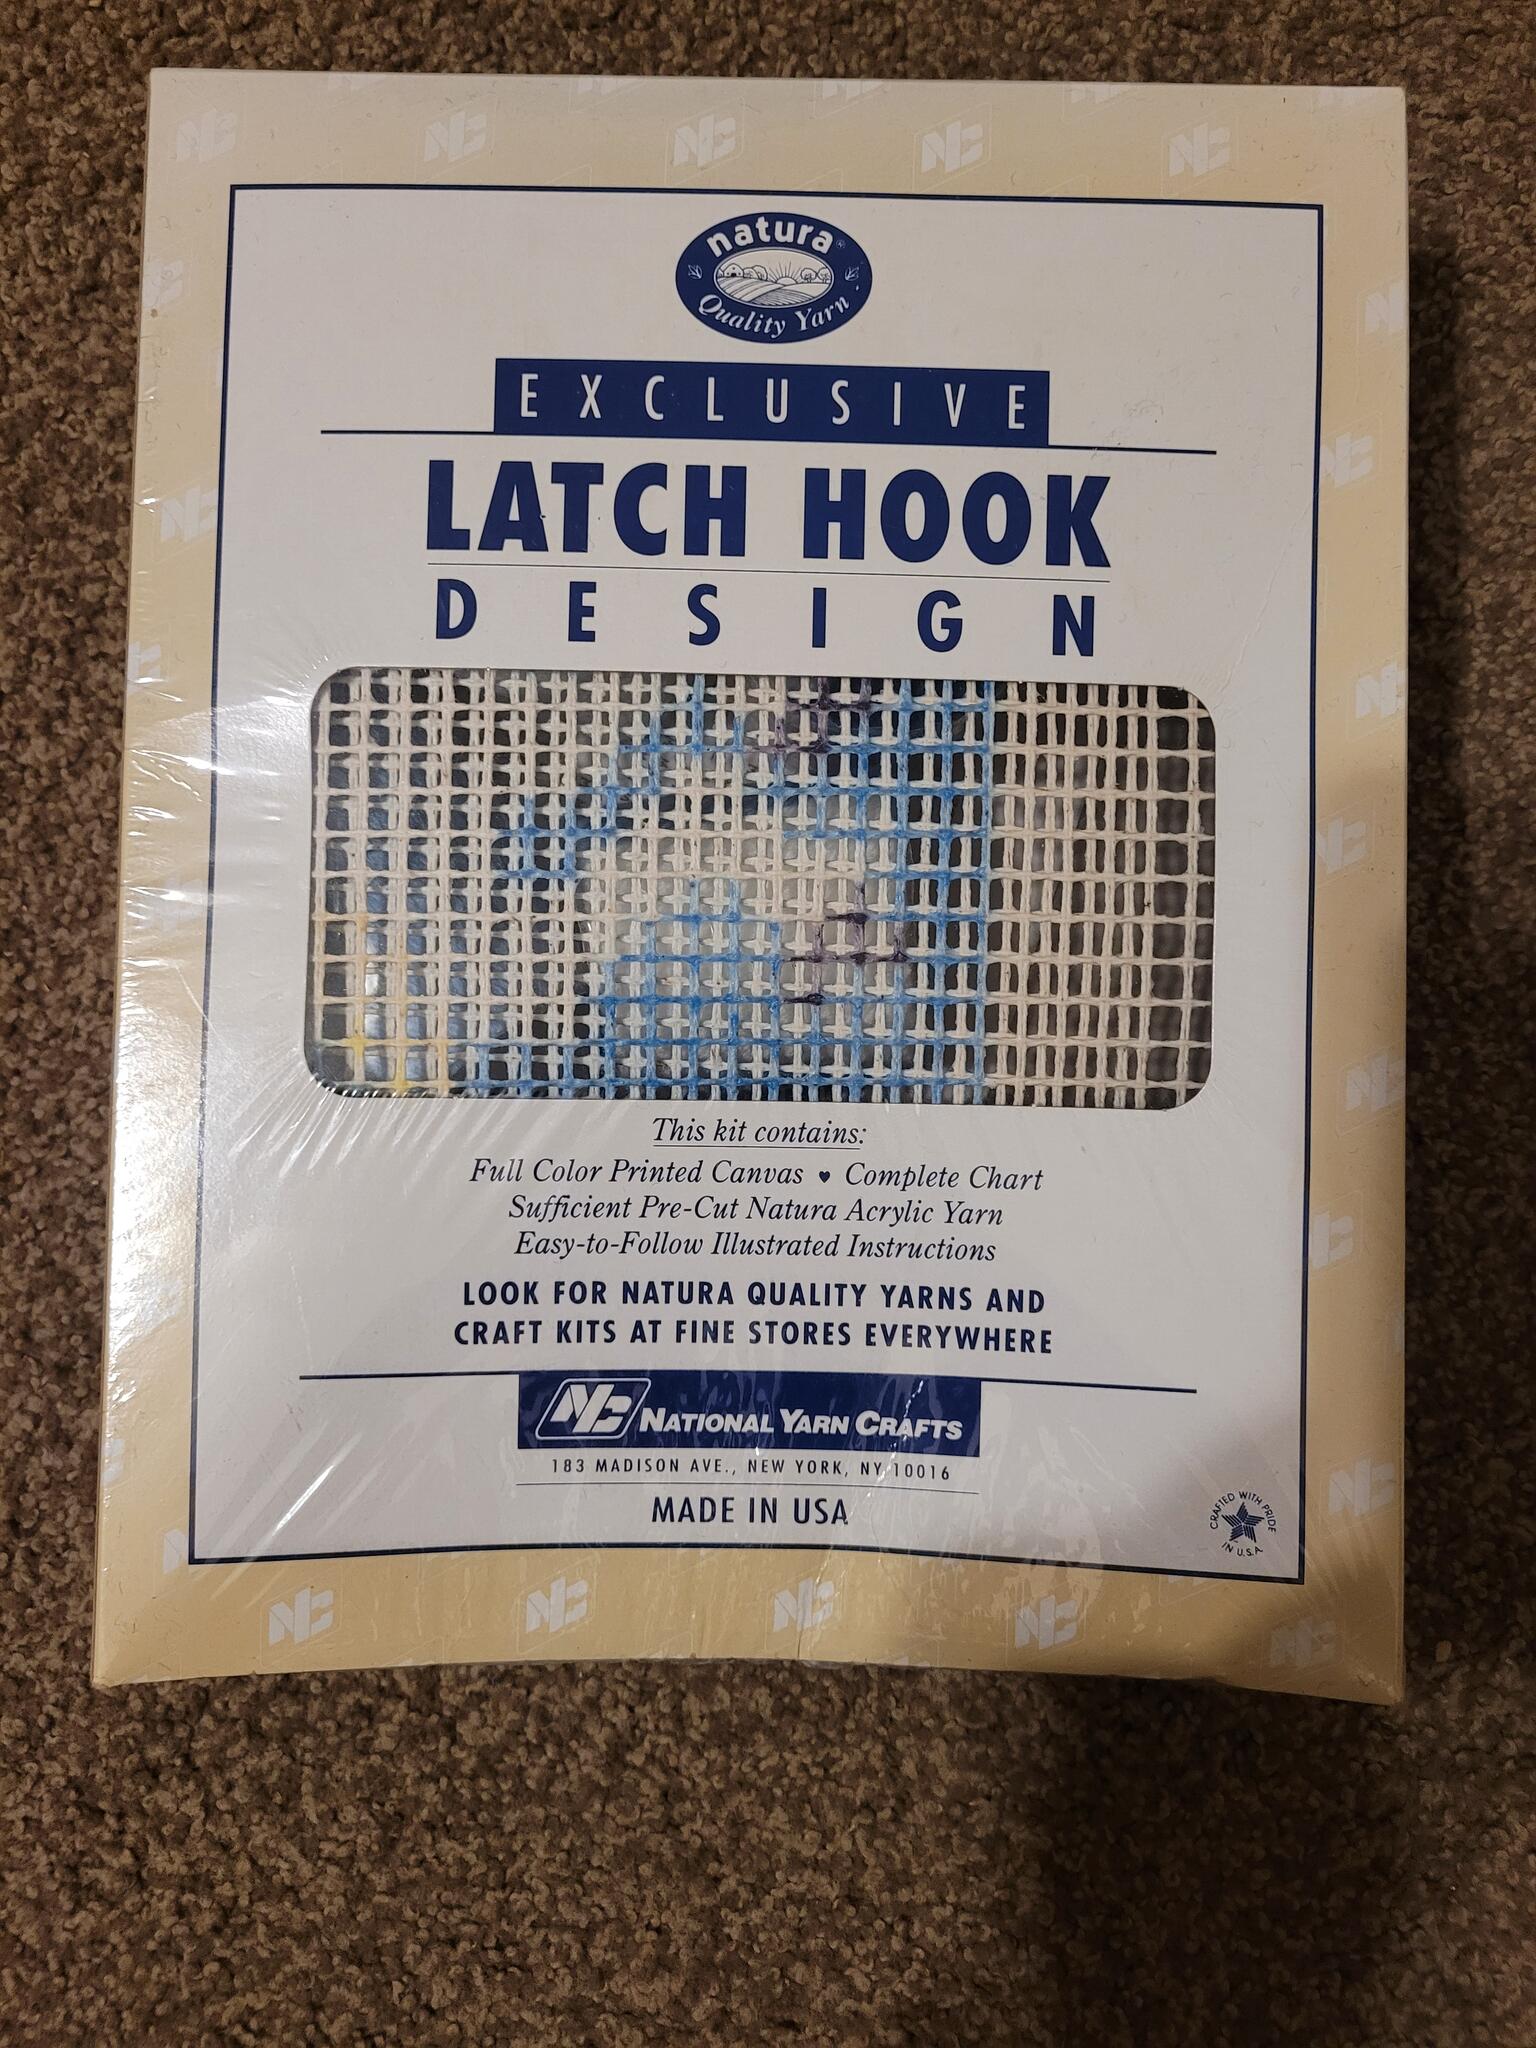 natura®
Quality Yarn
EXCLUSIVE
LATCH HOOK
DESIGN
This kit contains:
Full Color Printed Canvas ♥ Complete Chart
Sufficient Pre-Cut Natura Acrylic Yarn
Easy-to-Follow Illustrated Instructions
LOOK FOR NATURA QUALITY YARNS AND
CRAFT KITS AT FINE STORES EVERYWHERE
NYC NATIONAL YARN CRAFTS
183 MADISON AVE., NEW YORK, NY 10016
MADE IN USA
CRAFTED WITH PRIDE
IN U.S.A.